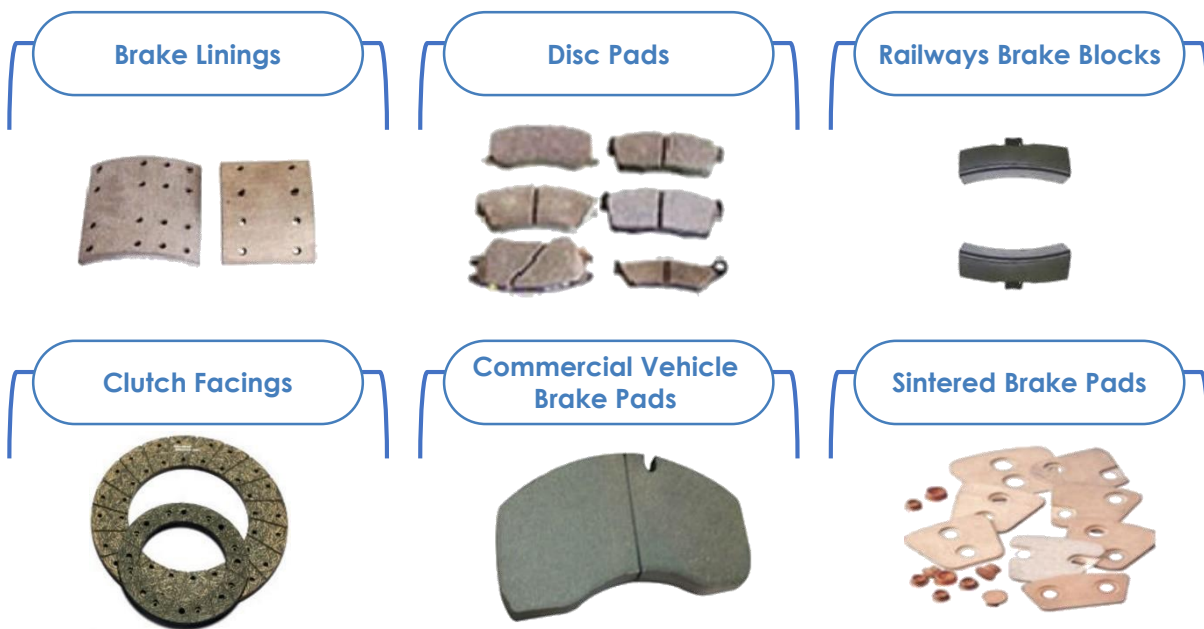 Brake Linings
Disc Pads
Railways Brake Blocks
Clutch Facings
Commercial Vehicle
Brake Pads
Sintered Brake Pads